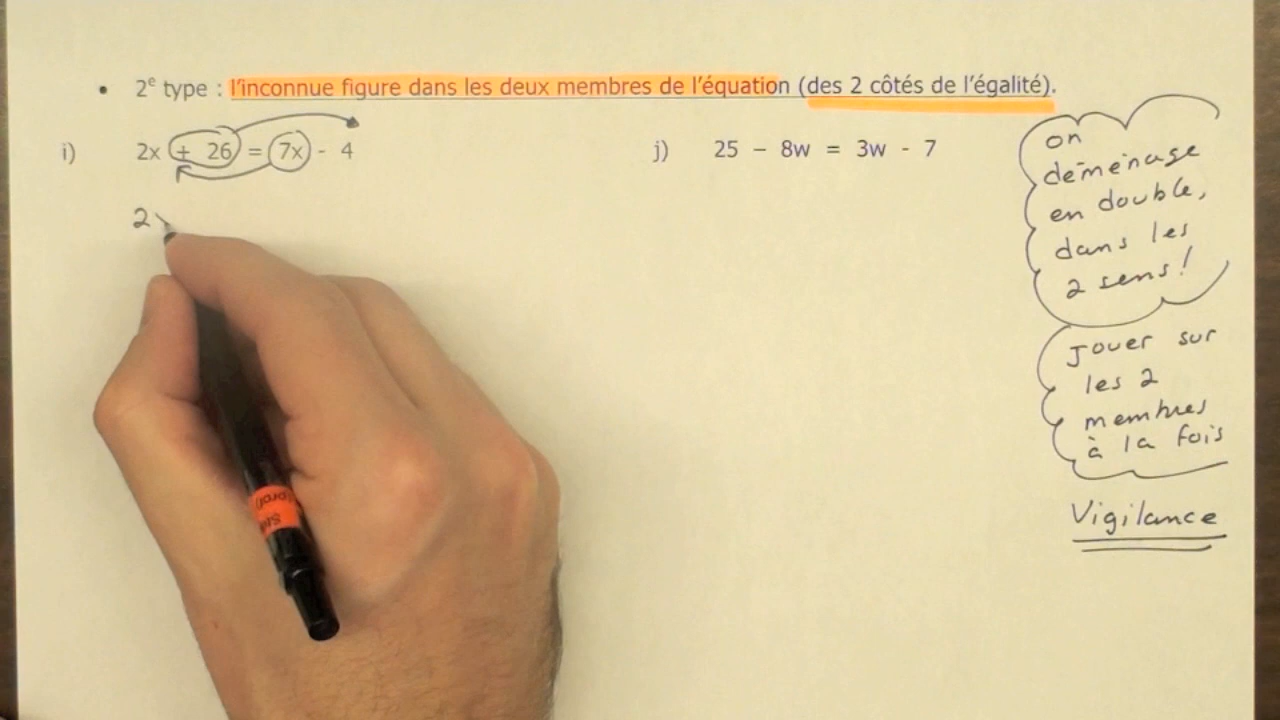 • 2e type : l'inconnue figure dans les deux membres de l'équation (des 2 côtés de l'égalité).
i) 2x + 26 = 7x - 4
j) 25 – 8w = 3w - 7
2x
on
déménage
en double,
dans les
2 sens!
Jouer sur
les 2
membres
à la fois
Vigilance